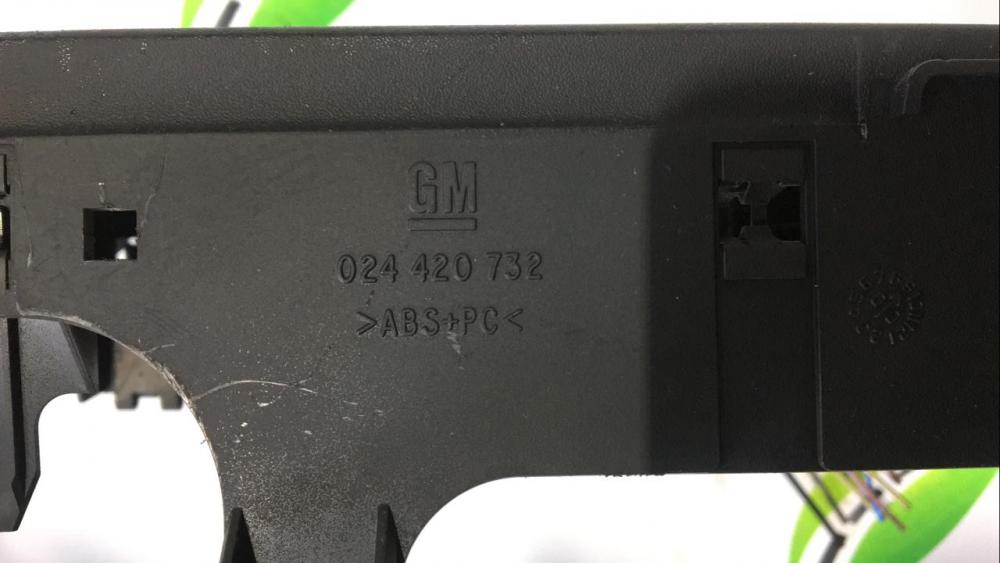 GM
024 420 732
>ABS+PC<